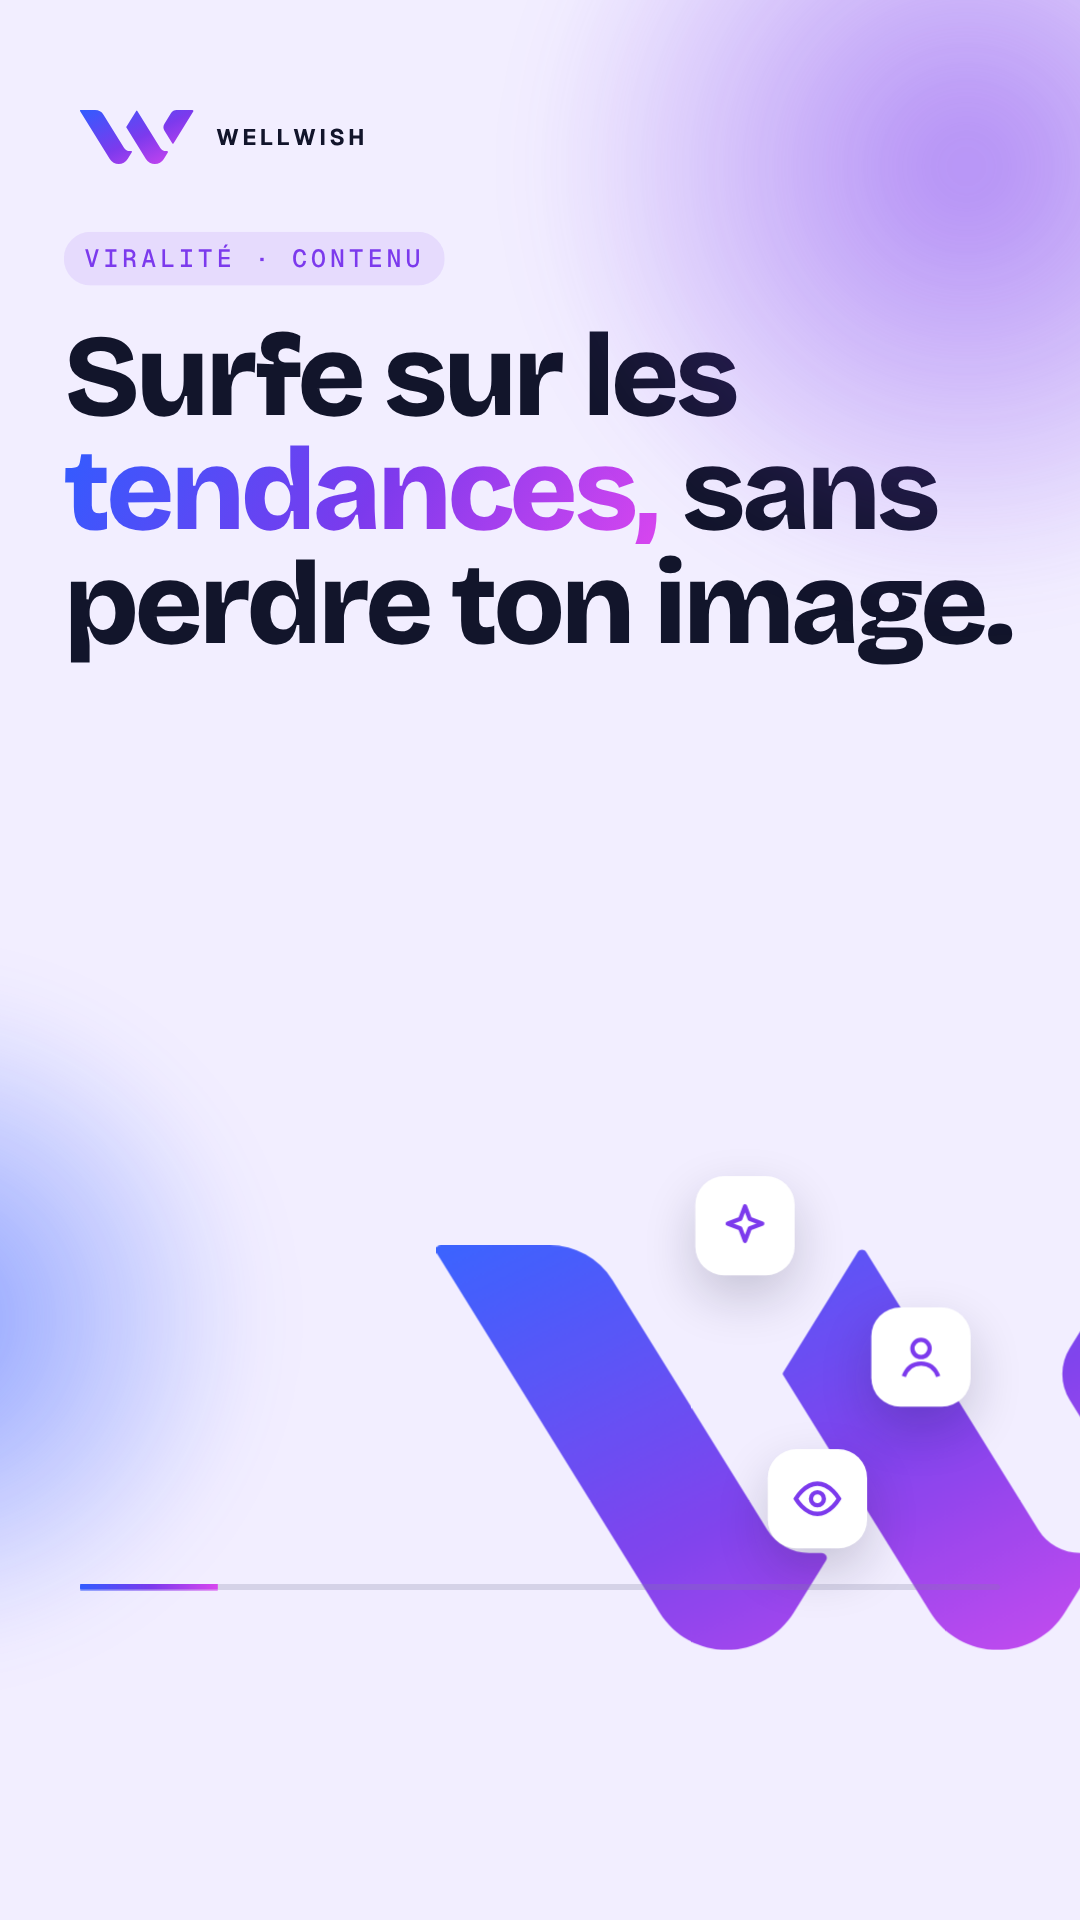 WELLWISH
VIRALITÉ · CONTENU
Surfe sur les
tendances, sans
perdre ton image.